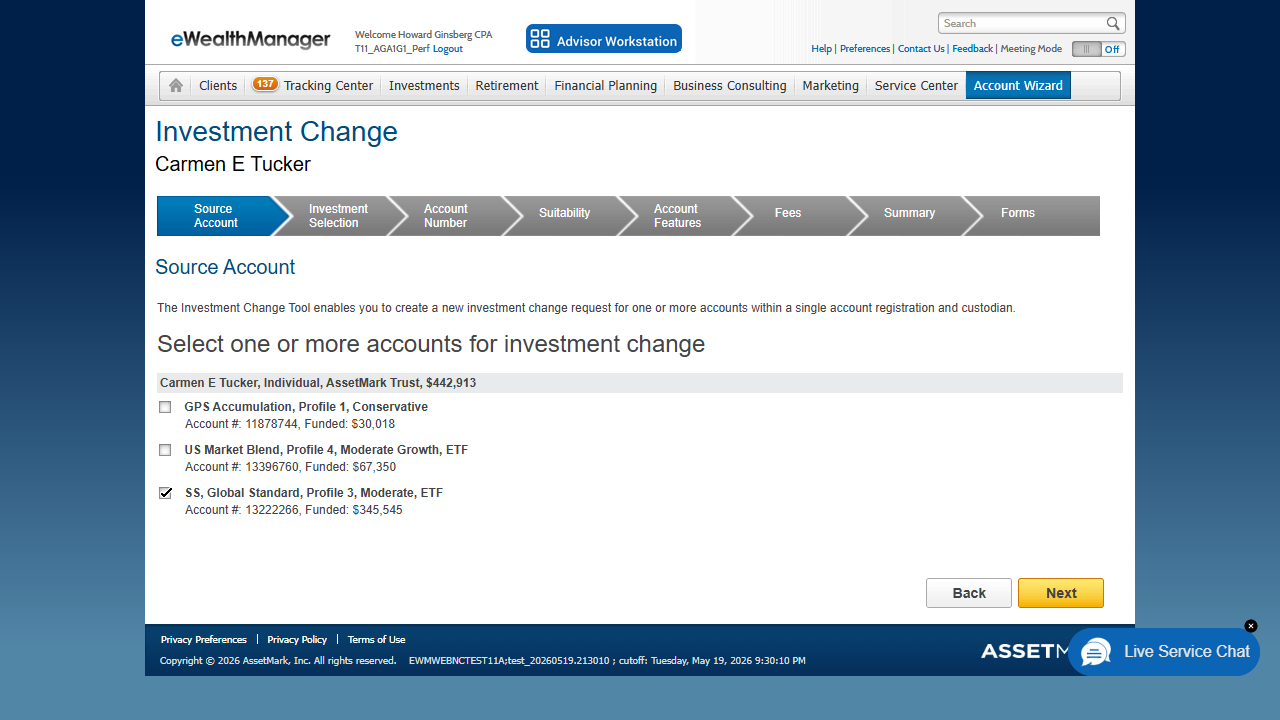 eWealthManager
Welcome Howard Ginsberg CPA
T11_AGA1G1_Perf Logout
Advisor Workstation
Search
Help | Preferences | Contact Us | Feedback | Meeting Mode
Off
Clients
137 Tracking Center
Investments
Retirement
Financial Planning
Business Consulting
Marketing
Service Center
Account Wizard
Investment Change
Carmen E Tucker
Source Account
Investment Selection
Account Number
Suitability
Account Features
Fees
Summary
Forms
Source Account
The Investment Change Tool enables you to create a new investment change request for one or more accounts within a single account registration and custodian.
Select one or more accounts for investment change
Carmen E Tucker, Individual, AssetMark Trust, $442,913
GPS Accumulation, Profile 1, Conservative
Account #: 11878744, Funded: $30,018
US Market Blend, Profile 4, Moderate Growth, ETF
Account #: 13396760, Funded: $67,350
SS, Global Standard, Profile 3, Moderate, ETF
Account #: 13222266, Funded: $345,545
Back
Next
Privacy Preferences | Privacy Policy | Terms of Use
Copyright © 2026 AssetMark, Inc. All rights reserved. EWMWEBNCTEST11A;test_20260519.213010 ; cutoff: Tuesday, May 19, 2026 9:30:10 PM
ASSETM
Live Service Chat